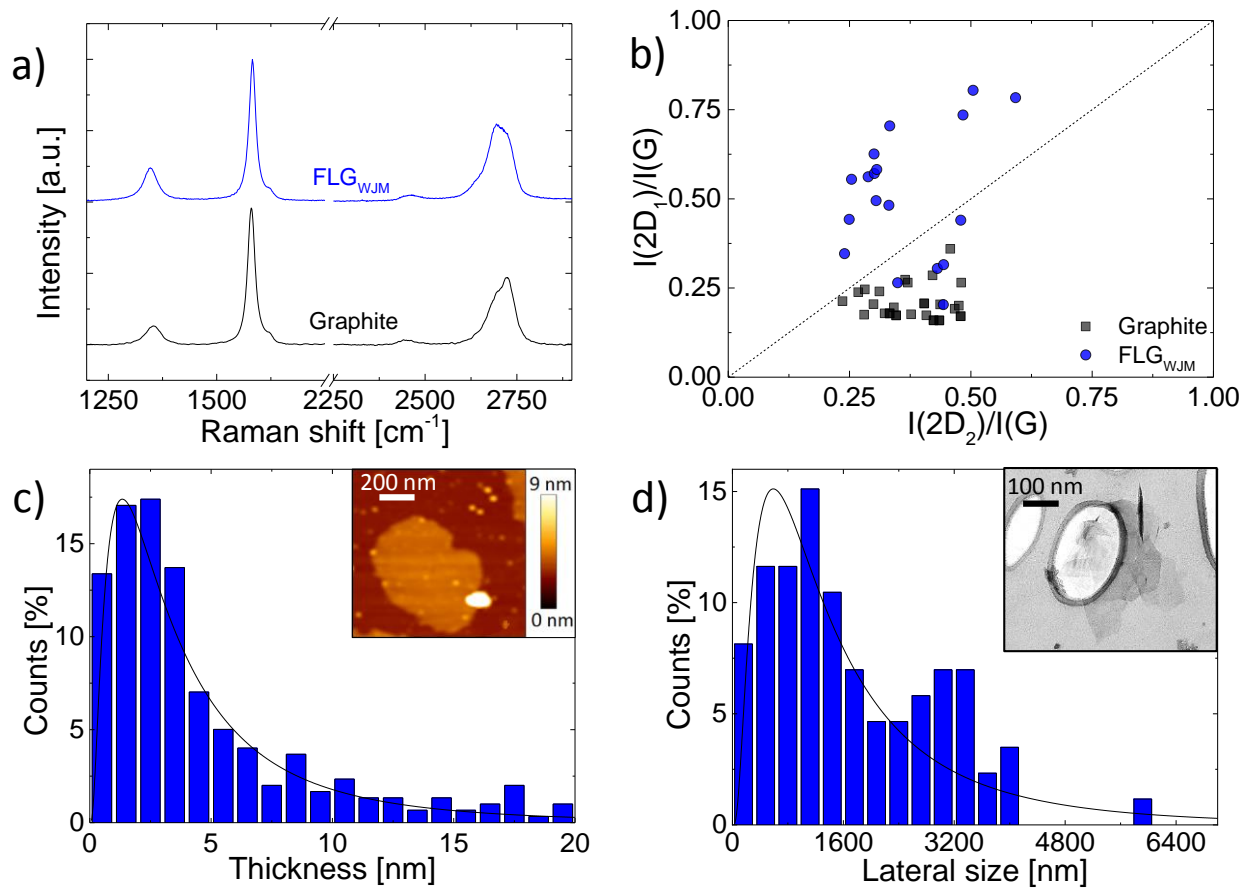 a)
Intensity [a.u.]
FLG_WJM
Graphite
1250 1500 2250 2500 2750
Raman shift [cm⁻¹]
b)
I(2D₁)/I(G)
1.00
0.75
0.50
0.25
0.00
Graphite
FLG_WJM
0.00 0.25 0.50 0.75 1.00
I(2D₂)/I(G)
c)
Counts [%]
15
10
5
0
200 nm
9 nm
0 nm
0 5 10 15 20
Thickness [nm]
d)
Counts [%]
15
10
5
0
100 nm
0 1600 3200 4800 6400
Lateral size [nm]